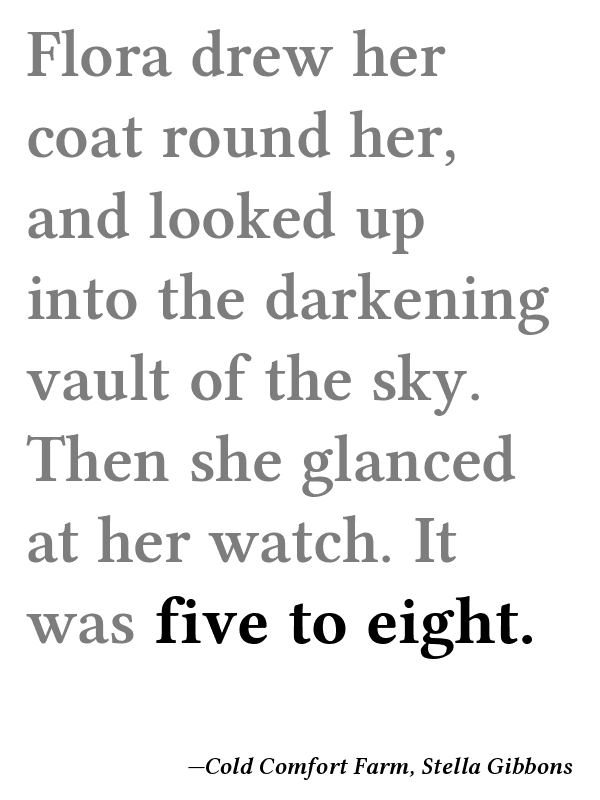 Flora drew her
coat round her,
and looked up
into the darkening
vault of the sky.
Then she glanced
at her watch. It
was five to eight.
—Cold Comfort Farm, Stella Gibbons